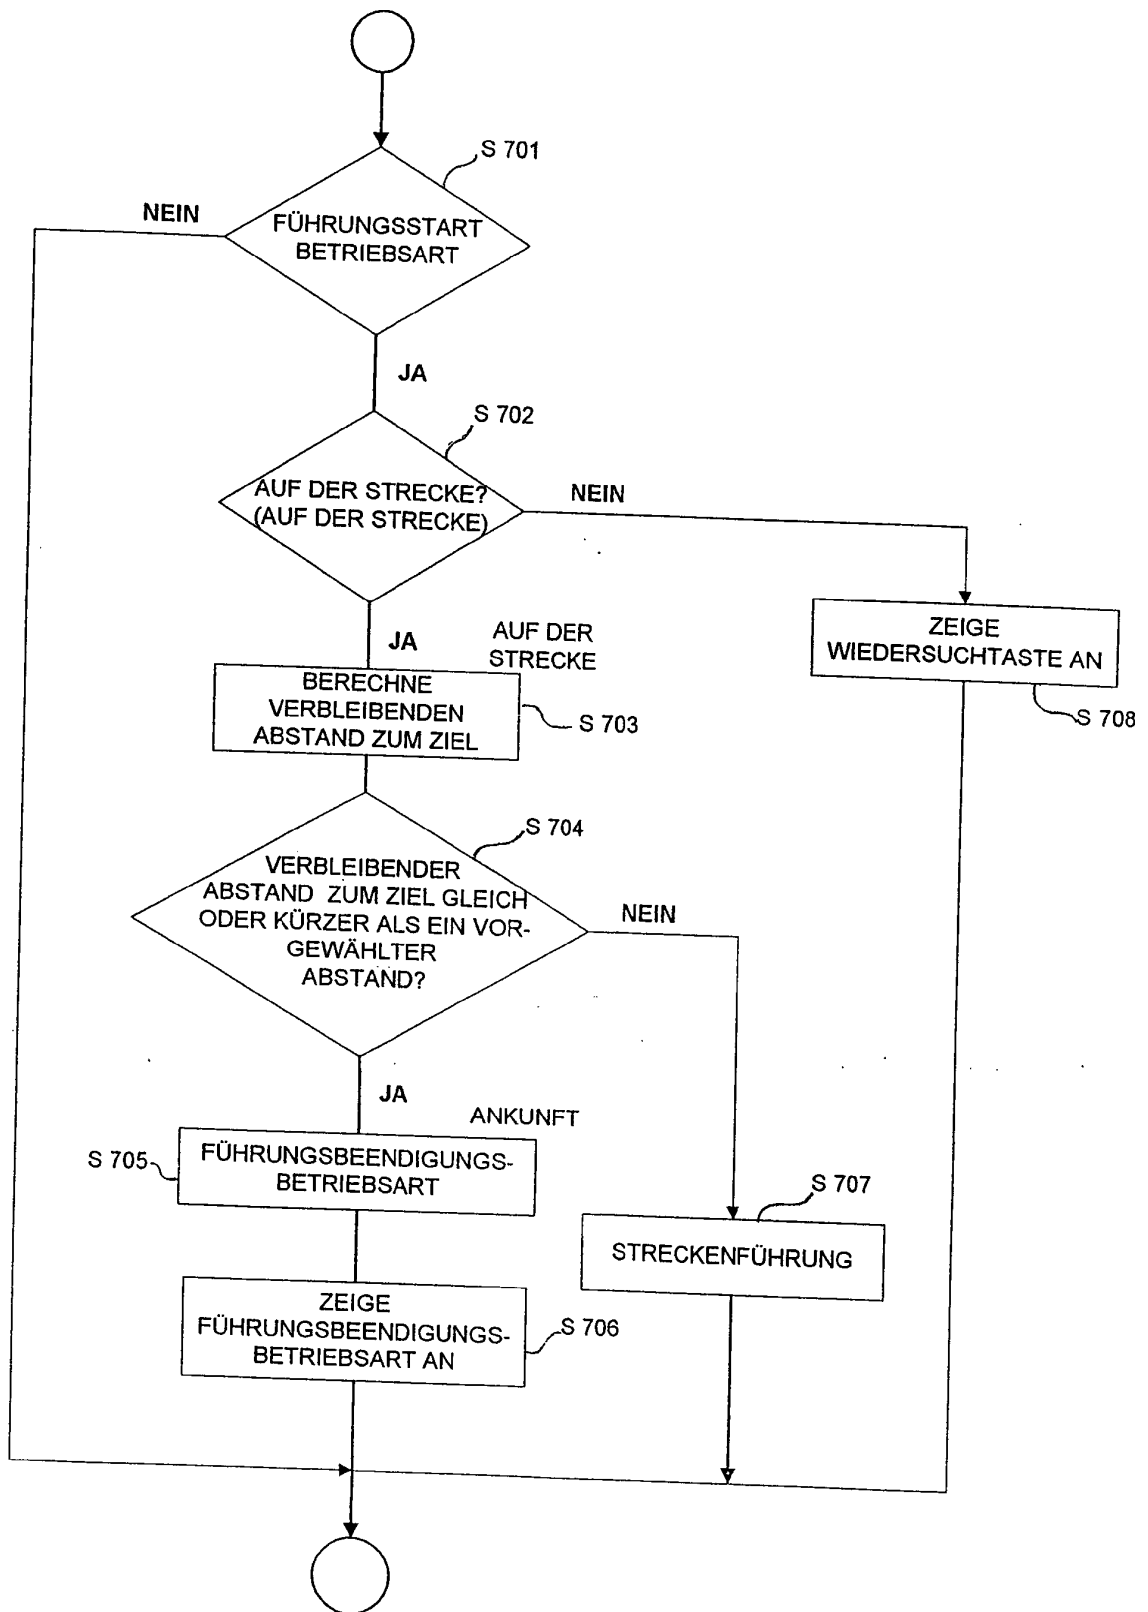 S 701
NEIN
FÜHRUNGSSTART
BETRIEBSART
JA
S 702
AUF DER STRECKE?
(AUF DER STRECKE)
NEIN
JA
AUF DER
STRECKE
ZEIGE
WIEDERSUCHTASTE AN
S 708
BERECHNE
VERBLEIBENDEN
ABSTAND ZUM ZIEL
S 703
S 704
VERBLEIBENDER
ABSTAND ZUM ZIEL GLEICH
ODER KÜRZER ALS EIN VOR-
GEWÄHLTER
ABSTAND?
NEIN
JA
ANKUNFT
S 705
FÜHRUNGSBEENDIGUNGS-
BETRIEBSART
S 707
STRECKENFÜHRUNG
ZEIGE
FÜHRUNGSBEENDIGUNGS-
BETRIEBSART AN
S 706